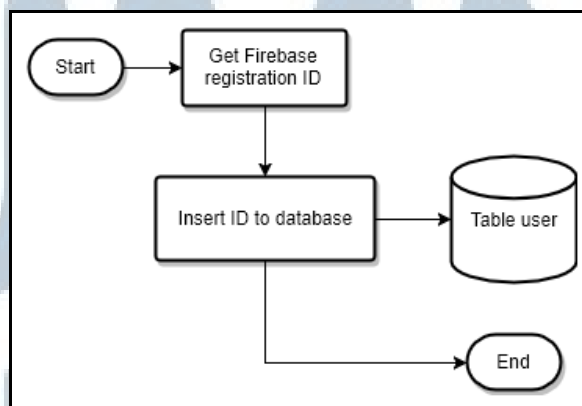 Start
Get Firebase
registration ID
Insert ID to database
Table user
End